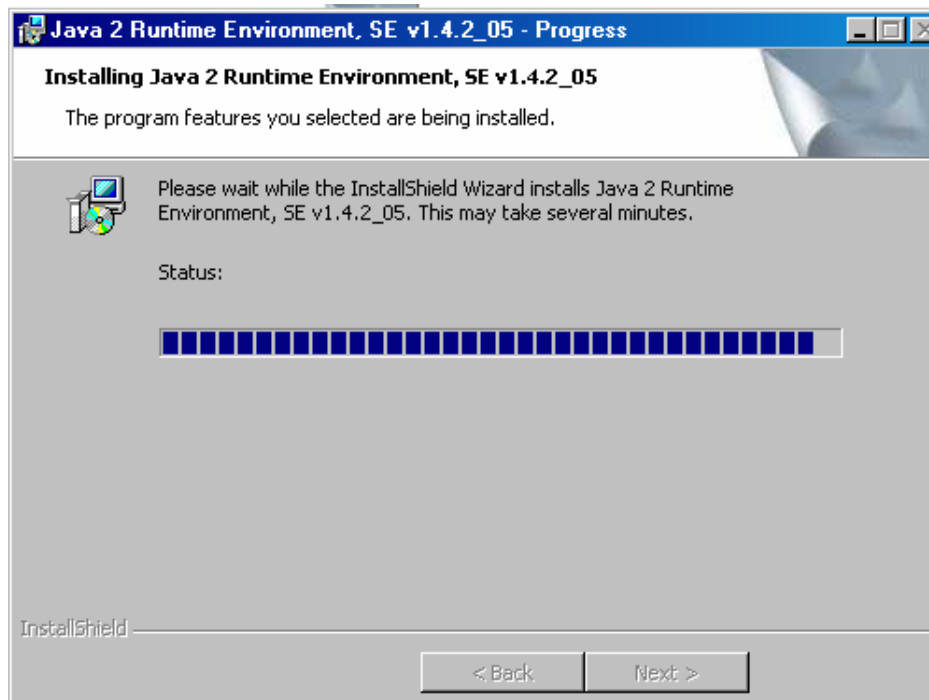 Java 2 Runtime Environment, SE v1.4.2_05 - Progress
Installing Java 2 Runtime Environment, SE v1.4.2_05
The program features you selected are being installed.
Please wait while the InstallShield Wizard installs Java 2 Runtime
Environment, SE v1.4.2_05. This may take several minutes.
Status:
InstallShield
< Back
Next >